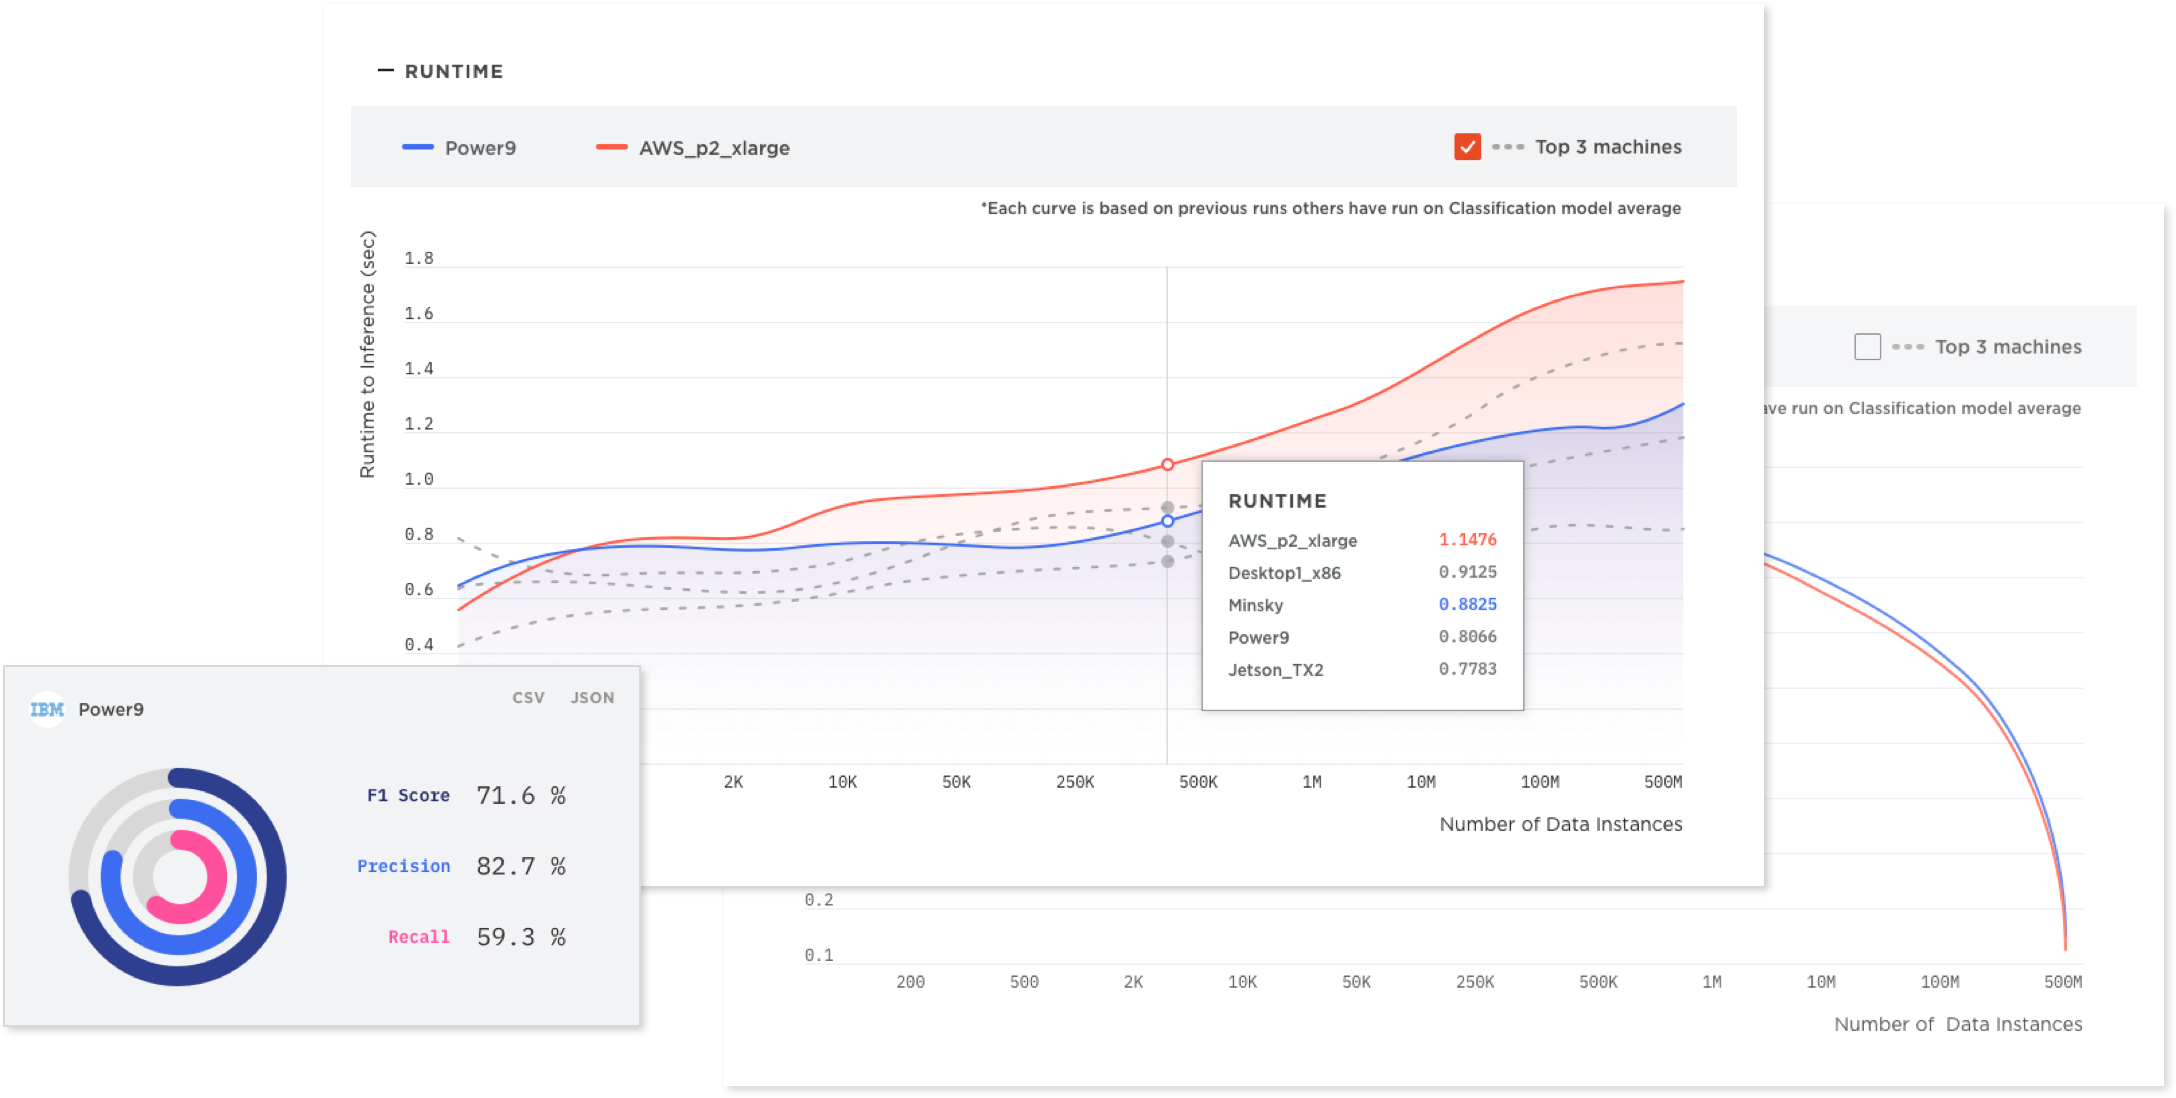 RUNTIME
Power9 AWS_p2_xlarge Top 3 machines
*Each curve is based on previous runs others have run on Classification model average
Runtime to Inference (sec)
1.8
1.6
1.4
1.2
1.0
0.8
0.6
0.4
RUNTIME
AWS_p2_xlarge 1.1476
Desktop1_x86 0.9125
Minsky 0.8825
Power9 0.8066
Jetson_TX2 0.7783
2K 10K 50K 250K 500K 1M 10M 100M 500M
Number of Data Instances
Top 3 machines
ave run on Classification model average
0.2
0.1
200 500 2K 10K 50K 250K 500K 1M 10M 100M 500M
Number of Data Instances
IBM Power9 CSV JSON
F1 Score 71.6 %
Precision 82.7 %
Recall 59.3 %